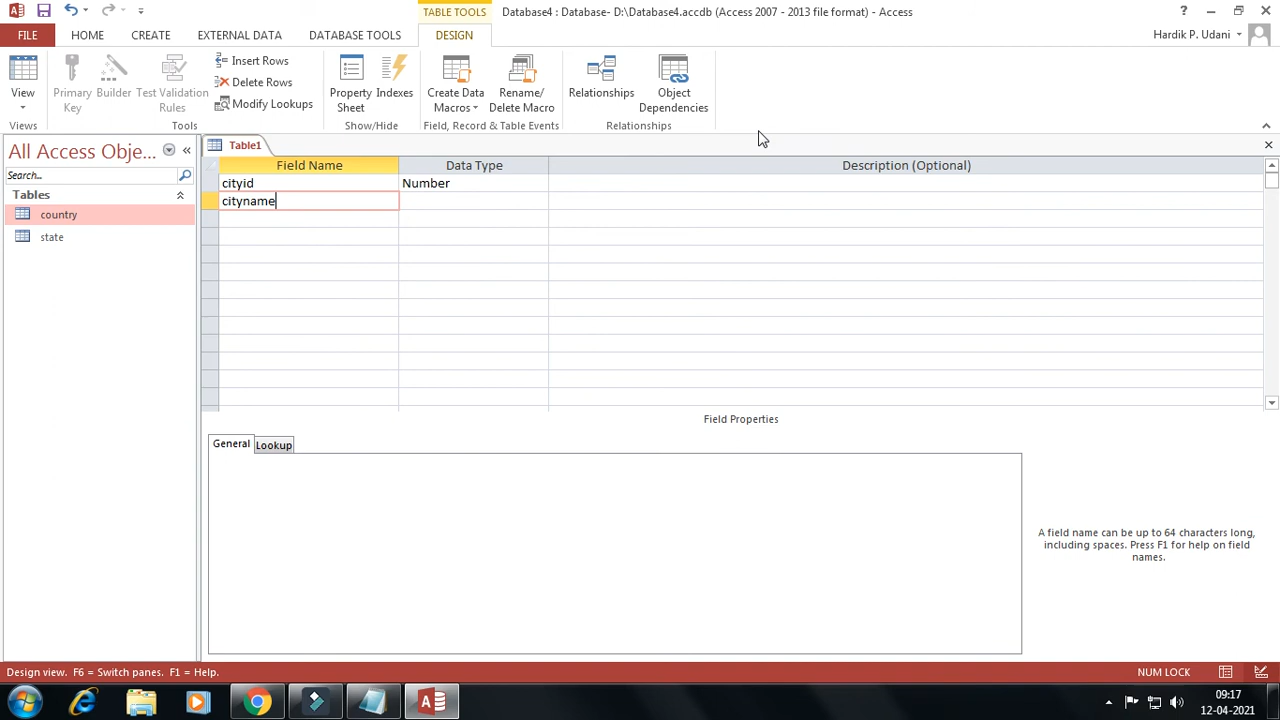 TABLE TOOLS
Database4 : Database- D:\Database4.accdb (Access 2007 - 2013 file format) - Access
?
FILE
HOME
CREATE
EXTERNAL DATA
DATABASE TOOLS
DESIGN
Hardik P. Udani
View
Primary Key
Builder
Test Validation Rules
Insert Rows
Delete Rows
Modify Lookups
Property Sheet
Indexes
Create Data Macros
Rename/ Delete Macro
Relationships
Object Dependencies
Views
Tools
Show/Hide
Field, Record & Table Events
Relationships
All Access Obje...
Search...
Tables
country
state
Table1
Field Name
Data Type
Description (Optional)
cityid
Number
cityname
Field Properties
General
Lookup
A field name can be up to 64 characters long,
including spaces. Press F1 for help on field
names.
Design view. F6 = Switch panes. F1 = Help.
NUM LOCK
09:17
12-04-2021